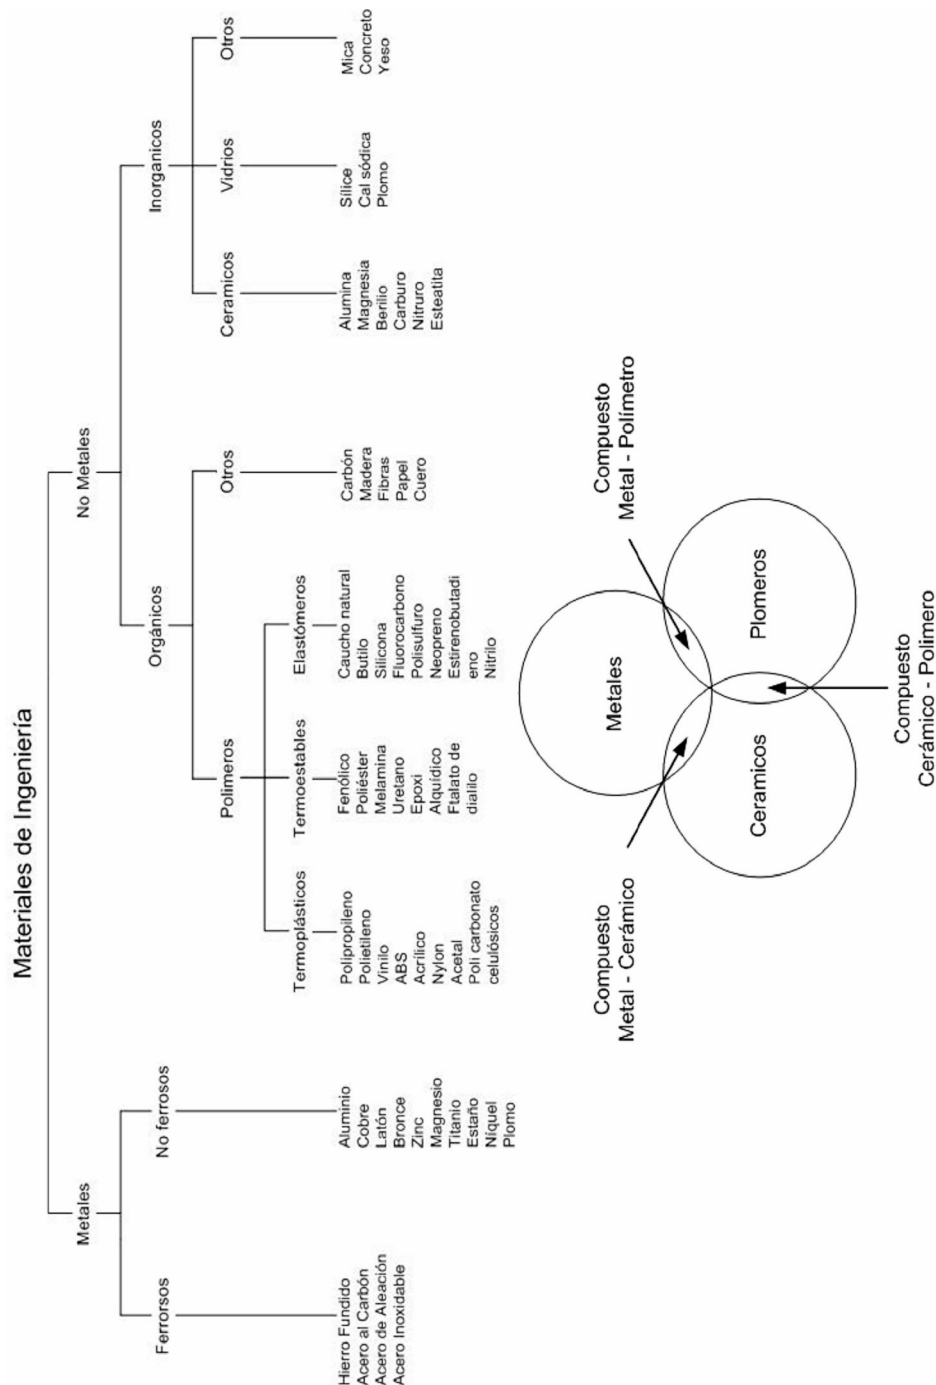 Materiales de Ingeniería
Metales
No Metales
Ferrorsos
No ferrosos
Orgánicos
Inorganicos
Polimeros
Otros
Ceramicos
Vidrios
Otros
Termoplásticos
Termoestables
Elastómeros
Hierro Fundido
Acero al Carbón
Acero de Aleación
Acero Inoxidable
Aluminio
Cobre
Latón
Bronce
Zinc
Magnesio
Titanio
Estaño
Níquel
Plomo
Polipropileno
Polietileno
Vinilo
ABS
Acrílico
Nylon
Acetal
Poli carbonato
celulósicos
Fenólico
Poliéster
Melamina
Uretano
Epoxi
Alquídico
Ftalato de
dialilo
Caucho natural
Butilo
Silicona
Fluorocarbono
Polisulfuro
Neopreno
Estirenobutadi
eno
Nitrilo
Carbón
Madera
Fibras
Papel
Cuero
Alumina
Magnesia
Berilio
Carburo
Nitruro
Esteatita
Sílice
Cal sódica
Plomo
Mica
Concreto
Yeso
Compuesto
Metal - Cerámico
Metales
Compuesto
Metal - Polímetro
Ceramicos
Plomeros
Compuesto
Cerámico - Polimero